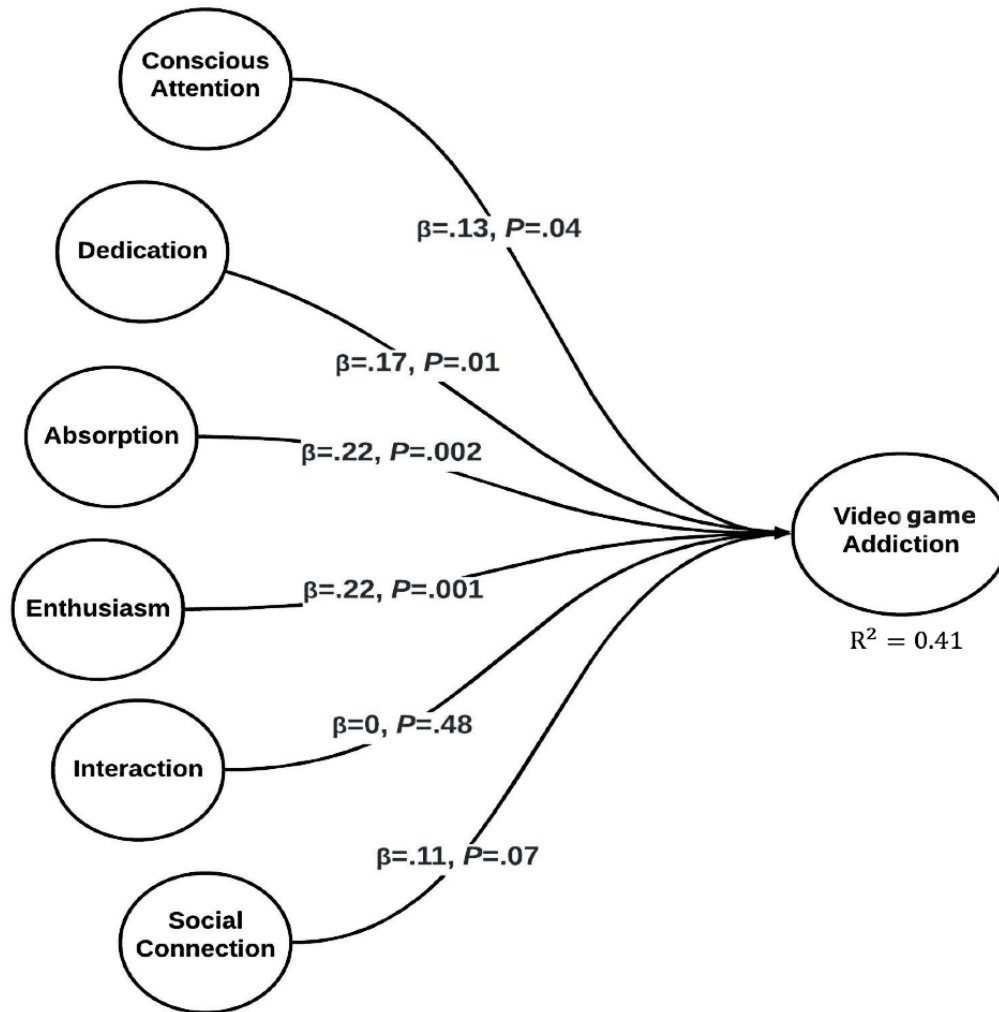 Conscious
Attention
β=.13, P=.04
Dedication
β=.17, P=.01
Absorption
β=.22, P=.002
Video game
Addiction
R² = 0.41
Enthusiasm
β=.22, P=.001
Interaction
β=0, P=.48
β=.11, P=.07
Social
Connection